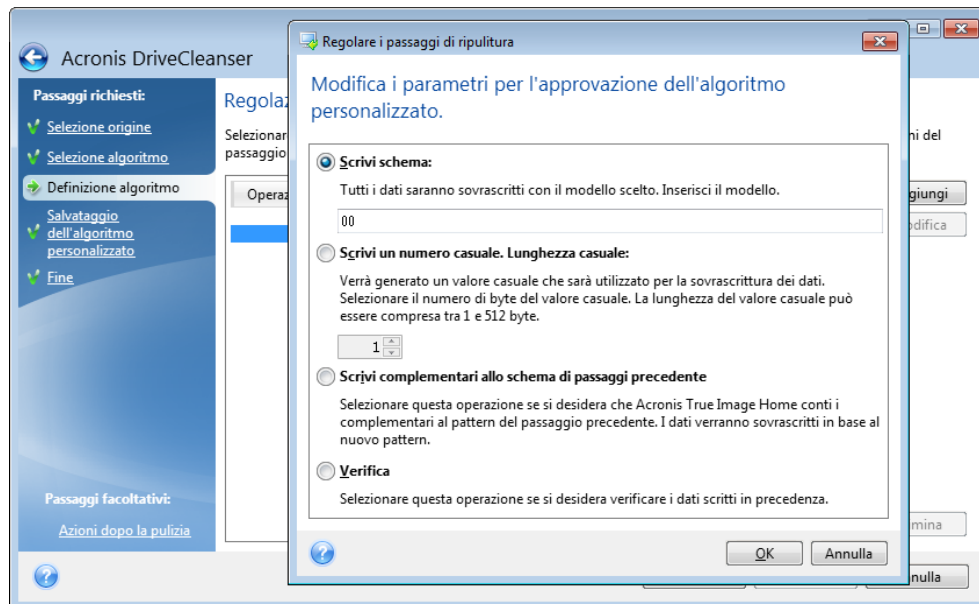 Acronis DriveCleanser
Passaggi richiesti:
Selezione origine
Selezione algoritmo
Definizione algoritmo
Salvataggio
dell'algoritmo
personalizzato
Fine
Passaggi facoltativi:
Azioni dopo la pulizia
Regolare i passaggi di ripulitura
Modifica i parametri per l'approvazione dell'algoritmo
personalizzato.
Scrivi schema:
Tutti i dati saranno sovrascritti con il modello scelto. Inserisci il modello.
00
Scrivi un numero casuale. Lunghezza casuale:
Verrà generato un valore casuale che sarà utilizzato per la sovrascrittura dei dati.
Selezionare il numero di byte del valore casuale. La lunghezza del valore casuale può
essere compresa tra 1 e 512 byte.
1
Scrivi complementari allo schema di passaggi precedente
Selezionare questa operazione se si desidera che Acronis True Image Home conti i
complementari al pattern del passaggio precedente. I dati verranno sovrascritti in base al
nuovo pattern.
Verifica
Selezionare questa operazione se si desidera verificare i dati scritti in precedenza.
OK
Annulla
passaggio
ni del